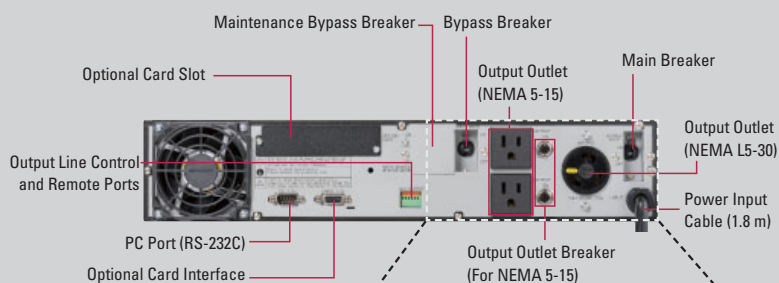 Maintenance Bypass Breaker
Bypass Breaker
Optional Card Slot
Output Outlet
(NEMA 5-15)
Main Breaker
Output Line Control
and Remote Ports
Output Outlet
(NEMA L5-30)
PC Port (RS-232C)
Power Input
Cable (1.8 m)
Optional Card Interface
Output Outlet Breaker
(For NEMA 5-15)